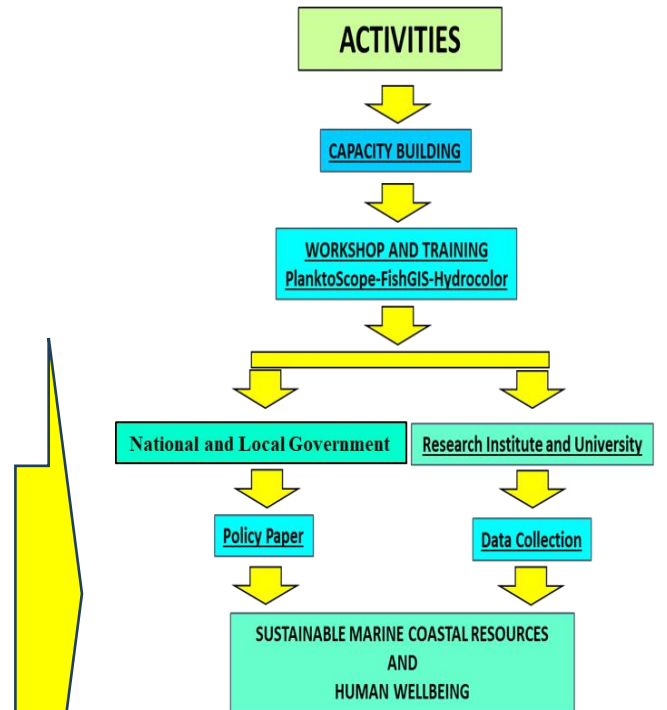 ACTIVITIES
CAPACITY BUILDING
WORKSHOP AND TRAINING
PlanktoScope-FishGIS-Hydrocolor
National and Local Government
Research Institute and University
Policy Paper
Data Collection
SUSTAINABLE MARINE COASTAL RESOURCES
AND
HUMAN WELLBEING